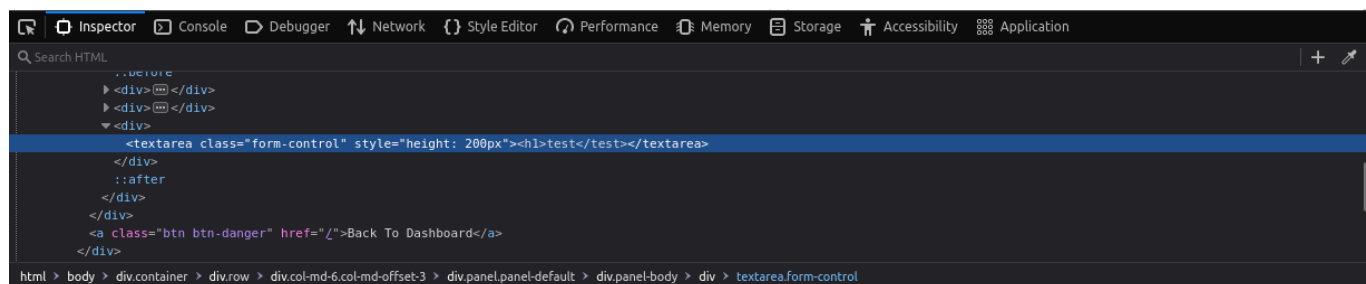 Inspector Console Debugger Network {} Style Editor Performance Memory Storage Accessibility Application
Search HTML
::before
<div></div>
<div></div>
<div>
<textarea class="form-control" style="height: 200px"><h1>test</test></textarea>
</div>
::after
</div>
</div>
<a class="btn btn-danger" href="/">Back To Dashboard</a>
</div>
html > body > div.container > div.row > div.col-md-6.col-md-offset-3 > div.panel.panel-default > div.panel-body > div > textarea.form-control